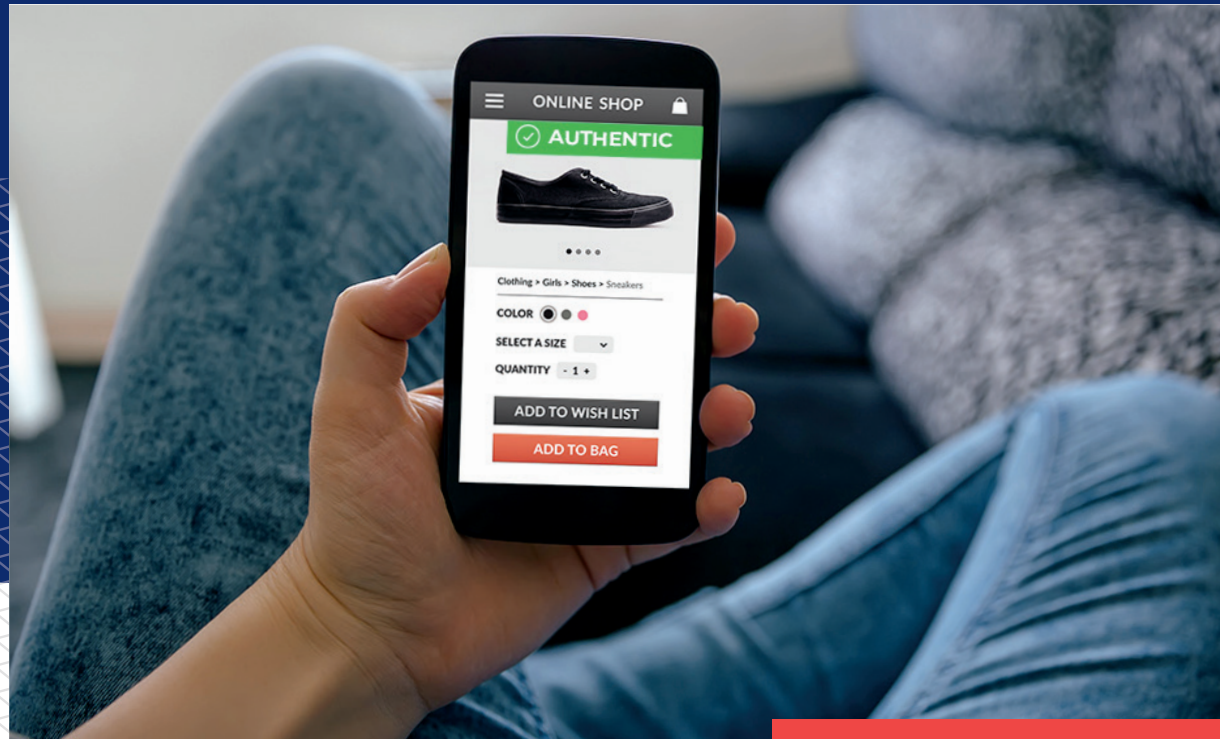 ONLINE SHOP
AUTHENTIC
Clothing > Girls > Shoes > Sneakers
COLOR
SELECT A SIZE
QUANTITY - 1 +
ADD TO WISH LIST
ADD TO BAG